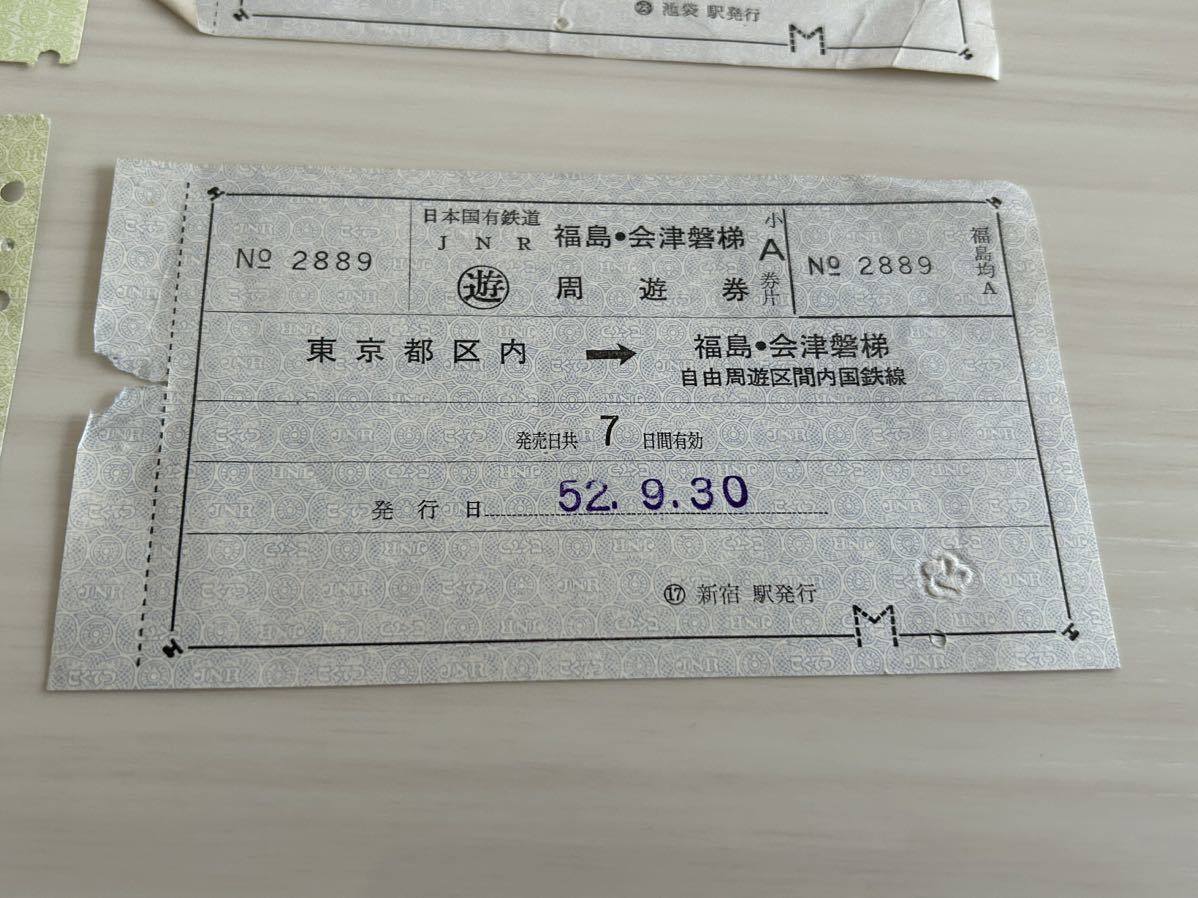 ㉓ 池袋 駅発行
M
No 2889
日本国有鉄道
JNR
福島・会津磐梯
遊 周遊券
小A券片
No 2889
福島均A
東京都区内 → 福島・会津磐梯
自由周遊区間内国鉄線
発売日共 7 日間有効
発行日 52. 9. 30
⑰ 新宿 駅発行
M